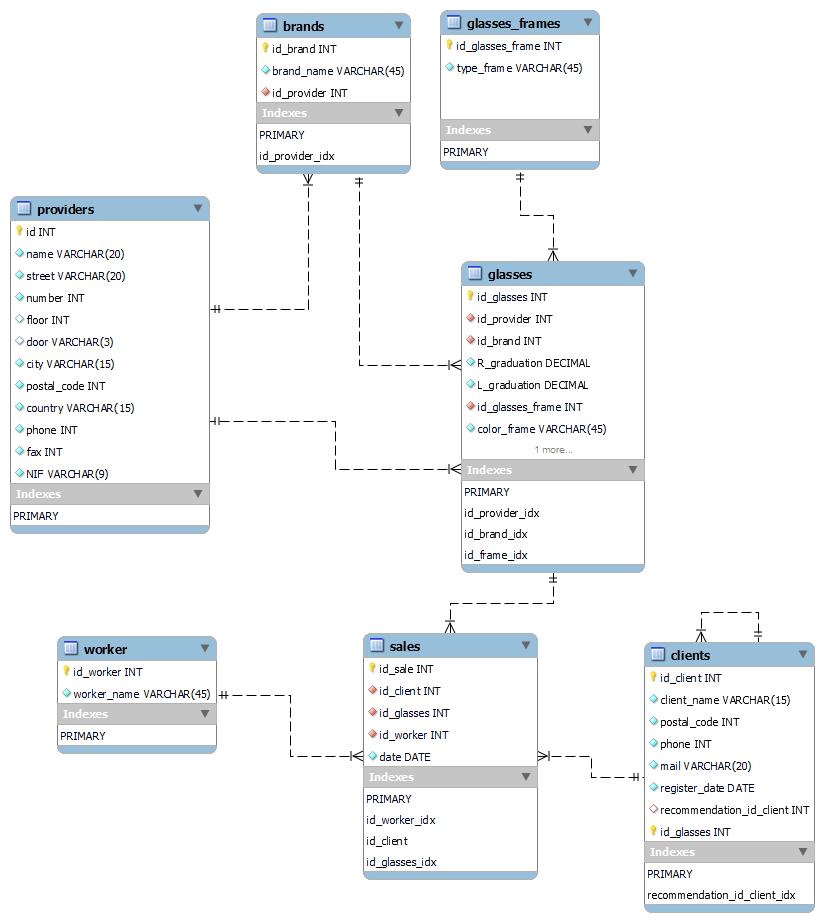 brands
id_brand INT
brand_name VARCHAR(45)
id_provider INT
Indexes
PRIMARY
id_provider_idx
glasses_frames
id_glasses_frame INT
type_frame VARCHAR(45)
Indexes
PRIMARY
providers
id INT
name VARCHAR(20)
street VARCHAR(20)
number INT
floor INT
door VARCHAR(3)
city VARCHAR(15)
postal_code INT
country VARCHAR(15)
phone INT
fax INT
NIF VARCHAR(9)
Indexes
PRIMARY
glasses
id_glasses INT
id_provider INT
id_brand INT
R_graduation DECIMAL
L_graduation DECIMAL
id_glasses_frame INT
color_frame VARCHAR(45)
1 more...
Indexes
PRIMARY
id_provider_idx
id_brand_idx
id_frame_idx
worker
id_worker INT
worker_name VARCHAR(45)
Indexes
PRIMARY
sales
id_sale INT
id_client INT
id_glasses INT
id_worker INT
date DATE
Indexes
PRIMARY
id_worker_idx
id_client
id_glasses_idx
clients
id_client INT
client_name VARCHAR(15)
postal_code INT
phone INT
mail VARCHAR(20)
register_date DATE
recommendation_id_client INT
id_glasses INT
Indexes
PRIMARY
recommendation_id_client_idx